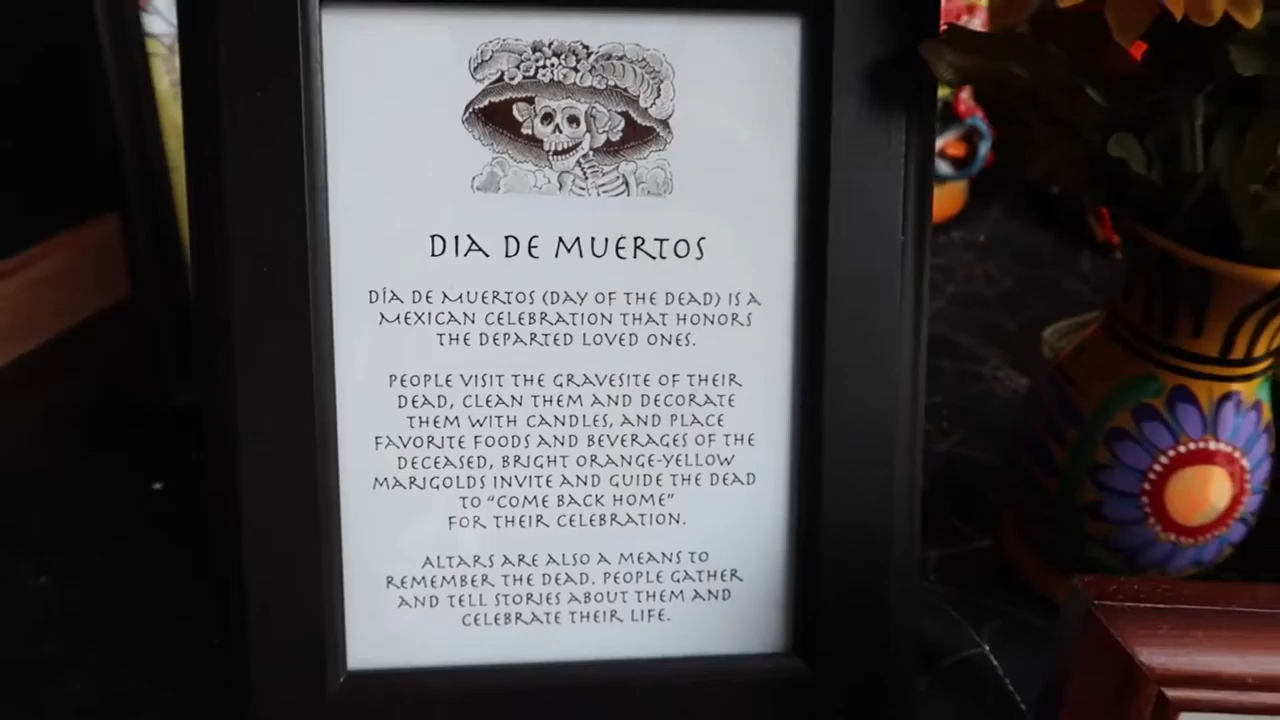 DIA DE MUERTOS
DÍA DE MUERTOS (DAY OF THE DEAD) IS A
MEXICAN CELEBRATION THAT HONORS
THE DEPARTED LOVED ONES.
PEOPLE VISIT THE GRAVESITE OF THEIR
DEAD, CLEAN THEM AND DECORATE
THEM WITH CANDLES, AND PLACE
FAVORITE FOODS AND BEVERAGES OF THE
DECEASED, BRIGHT ORANGE-YELLOW
MARIGOLDS INVITE AND GUIDE THE DEAD
TO “COME BACK HOME”
FOR THEIR CELEBRATION.
ALTARS ARE ALSO A MEANS TO
REMEMBER THE DEAD. PEOPLE GATHER
AND TELL STORIES ABOUT THEM AND
CELEBRATE THEIR LIFE.